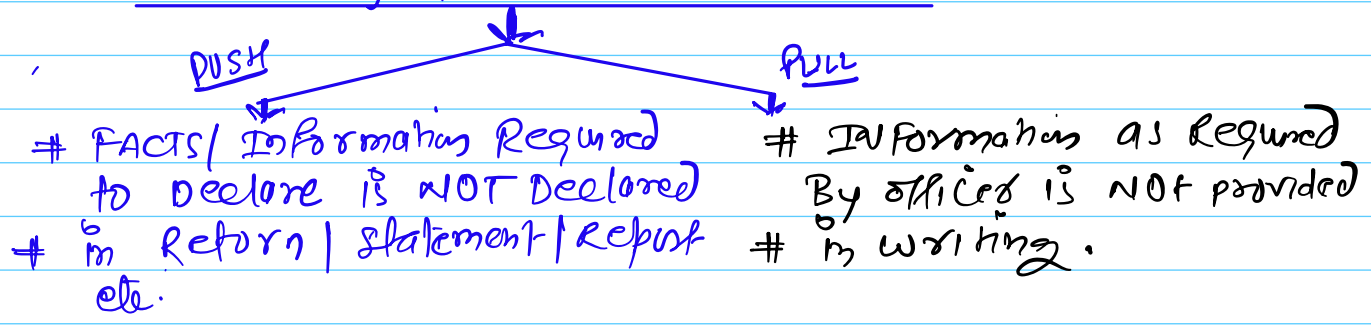 PUSH
PULL
# FACTS/ Information Required
to Declare is NOT Declared
# in Return | Statement | Report
etc.
# INFormation as Required
By officer is NOT provided
# in writing.